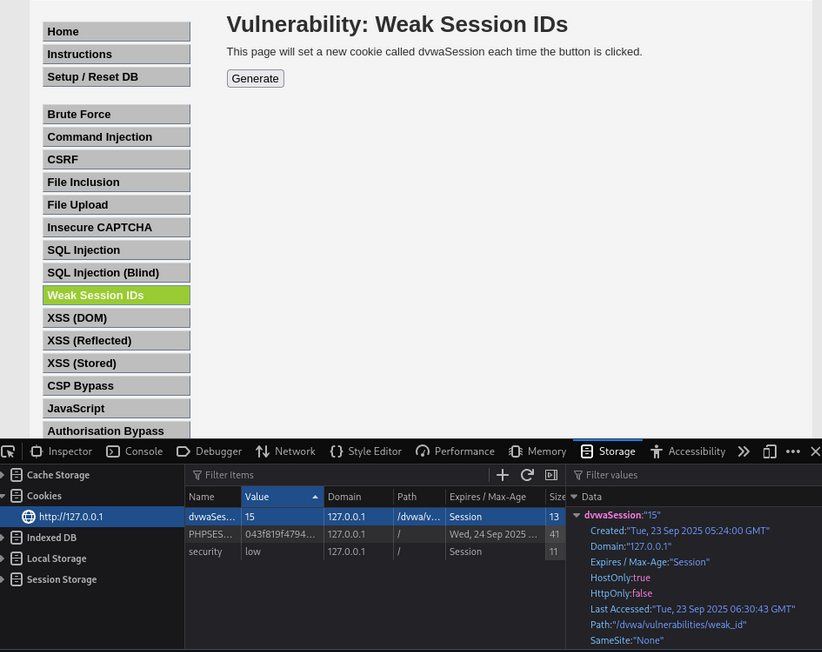 Vulnerability: Weak Session IDs
This page will set a new cookie called dvwaSession each time the button is clicked.
Generate
Home
Instructions
Setup / Reset DB
Brute Force
Command Injection
CSRF
File Inclusion
File Upload
Insecure CAPTCHA
SQL Injection
SQL Injection (Blind)
Weak Session IDs
XSS (DOM)
XSS (Reflected)
XSS (Stored)
CSP Bypass
JavaScript
Authorisation Bypass
Inspector Console Debugger Network Style Editor Performance Memory Storage Accessibility
Cache Storage
Cookies
http://127.0.0.1
Indexed DB
Local Storage
Session Storage
Filter Items
Name Value Domain Path Expires / Max-Age Size
dvwaSes... 15 127.0.0.1 /dvwa/v... Session 13
PHPSES... 043f819f4794... 127.0.0.1 / Wed, 24 Sep 2025 ... 41
security low 127.0.0.1 / Session 11
Filter values
Data
dvwaSession:"15"
Created:"Tue, 23 Sep 2025 05:24:00 GMT"
Domain:"127.0.0.1"
Expires / Max-Age:"Session"
HostOnly:true
HttpOnly:false
Last Accessed:"Tue, 23 Sep 2025 06:30:43 GMT"
Path:"/dvwa/vulnerabilities/weak_id"
SameSite:"None"